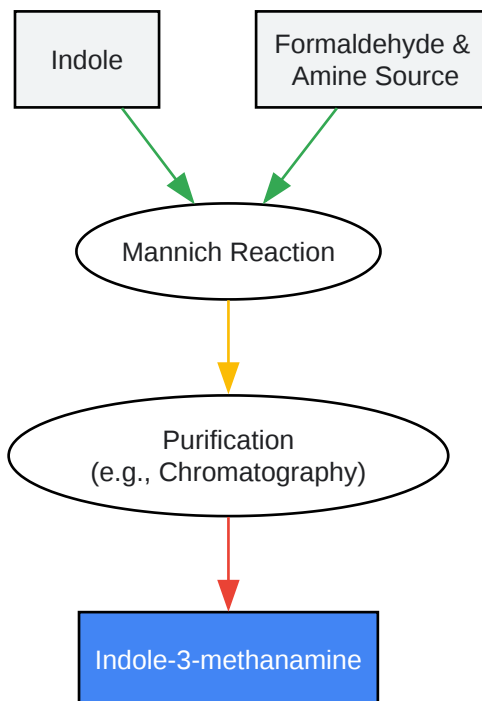 Indole
Formaldehyde &
Amine Source
Mannich Reaction
Purification
(e.g., Chromatography)
Indole-3-methanamine